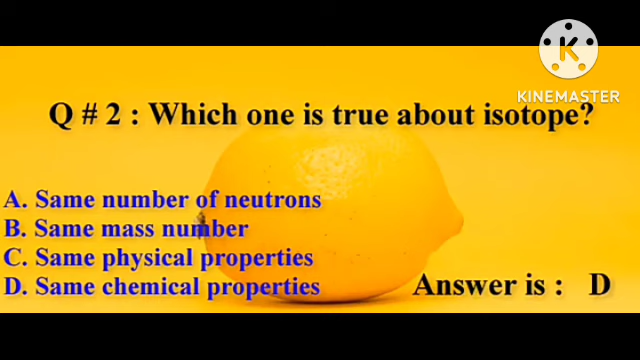 KINEMASTER
Q # 2 : Which one is true about isotope?
A. Same number of neutrons
B. Same mass number
C. Same physical properties
D. Same chemical properties
Answer is : D